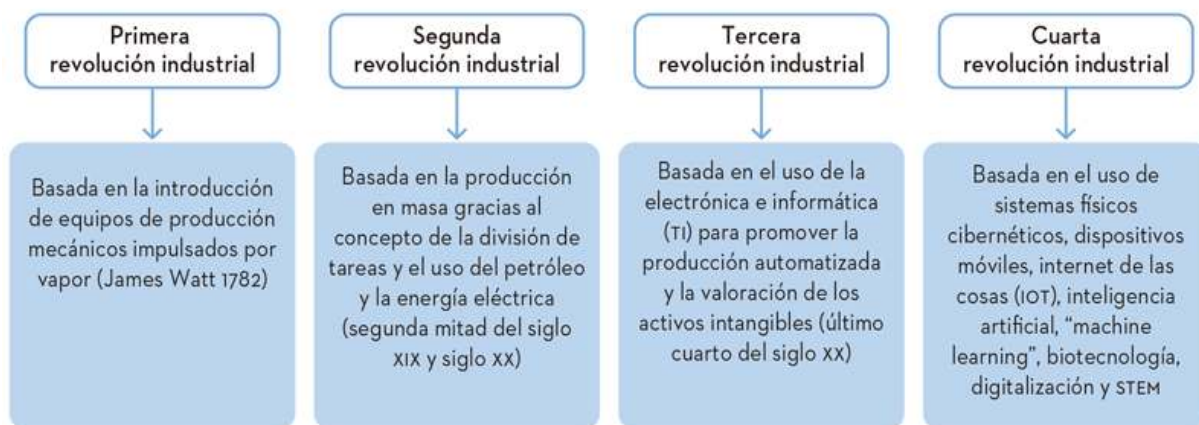 Primera
revolución industrial
Basada en la introducción
de equipos de producción
mecánicos impulsados por
vapor (James Watt 1782)
Segunda
revolución industrial
Basada en la producción
en masa gracias al
concepto de la división de
tareas y el uso del petróleo
y la energía eléctrica
(segunda mitad del siglo
XIX y siglo XX)
Tercera
revolución industrial
Basada en el uso de la
electrónica e informática
(TI) para promover la
producción automatizada
y la valoración de los
activos intangibles (último
cuarto del siglo XX)
Cuarta
revolución industrial
Basada en el uso de
sistemas físicos
cibernéticos, dispositivos
móviles, internet de las
cosas (IOT), inteligencia
artificial, “machine
learning”, biotecnología,
digitalización y STEM